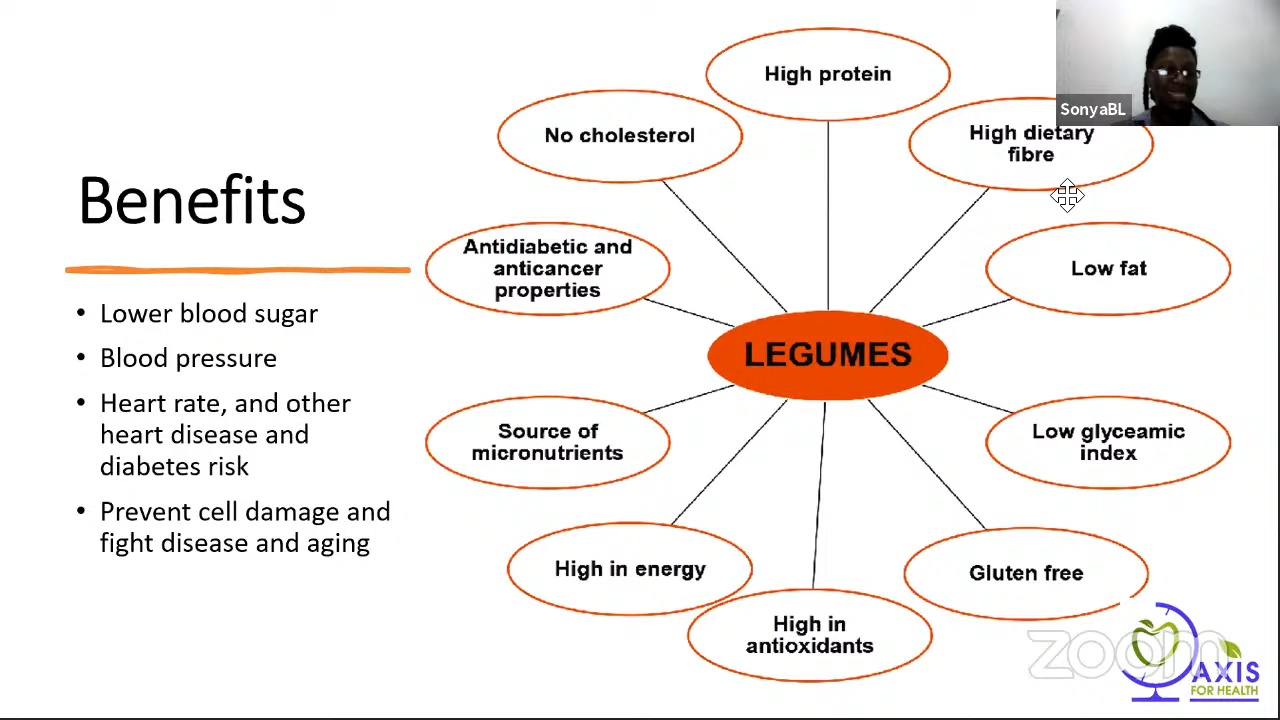 Benefits
• Lower blood sugar
• Blood pressure
• Heart rate, and other
heart disease and
diabetes risk
• Prevent cell damage and
fight disease and aging
High protein
No cholesterol
High dietary
fibre
Antidiabetic and
anticancer
properties
Low fat
LEGUMES
Source of
micronutrients
Low glyceamic
index
High in energy
Gluten free
High in
antioxidants
SonyaBL
zoom
AXIS
FOR HEALTH